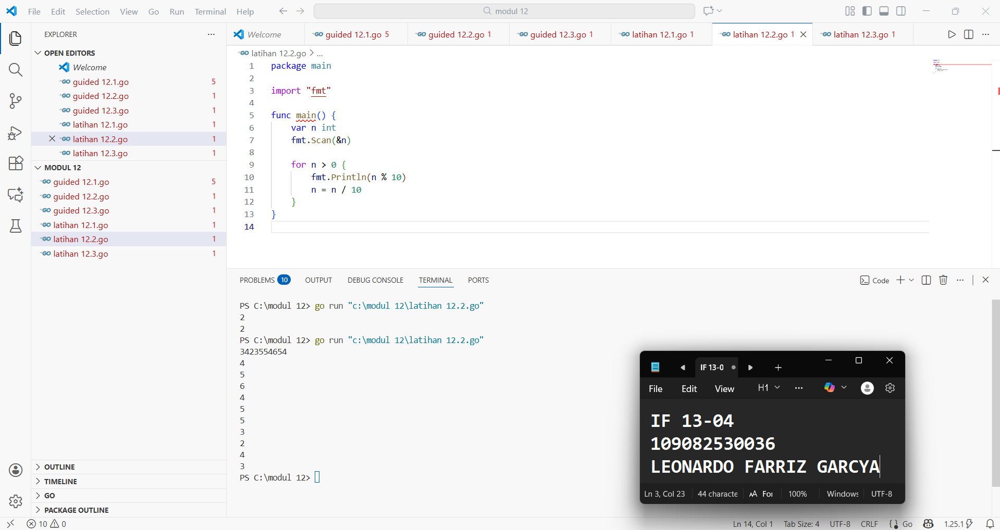 File Edit Selection View Go Run Terminal Help
modul 12
EXPLORER
OPEN EDITORS
Welcome
guided 12.1.go 5
guided 12.2.go 1
guided 12.3.go 1
latihan 12.1.go 1
latihan 12.2.go 1
latihan 12.3.go 1
MODUL 12
guided 12.1.go 5
guided 12.2.go 1
guided 12.3.go 1
latihan 12.1.go 1
latihan 12.2.go 1
latihan 12.3.go 1
OUTLINE
TIMELINE
GO
PACKAGE OUTLINE
Welcome guided 12.1.go 5 guided 12.2.go 1 guided 12.3.go 1 latihan 12.1.go 1 latihan 12.2.go 1 latihan 12.3.go 1
latihan 12.2.go > ...
1 package main
2
3 import "fmt"
4
5 func main() {
6 var n int
7 fmt.Scan(&n)
8
9 for n > 0 {
10 fmt.Println(n % 10)
11 n = n / 10
12 }
13 }
14
PROBLEMS 10 OUTPUT DEBUG CONSOLE TERMINAL PORTS
Code
PS C:\modul 12> go run "c:\modul 12\latihan 12.2.go"
2
2
PS C:\modul 12> go run "c:\modul 12\latihan 12.2.go"
3423554654
4
5
6
4
5
5
3
2
4
3
PS C:\modul 12>
IF 13-0
File Edit View H1
IF 13-04
109082530036
LEONARDO FARRIZ GARCYA
Ln 3, Col 23 44 characte For 100% Windows UTF-8
10 0
Ln 14, Col 1 Tab Size: 4 UTF-8 CRLF Go 1.25.1